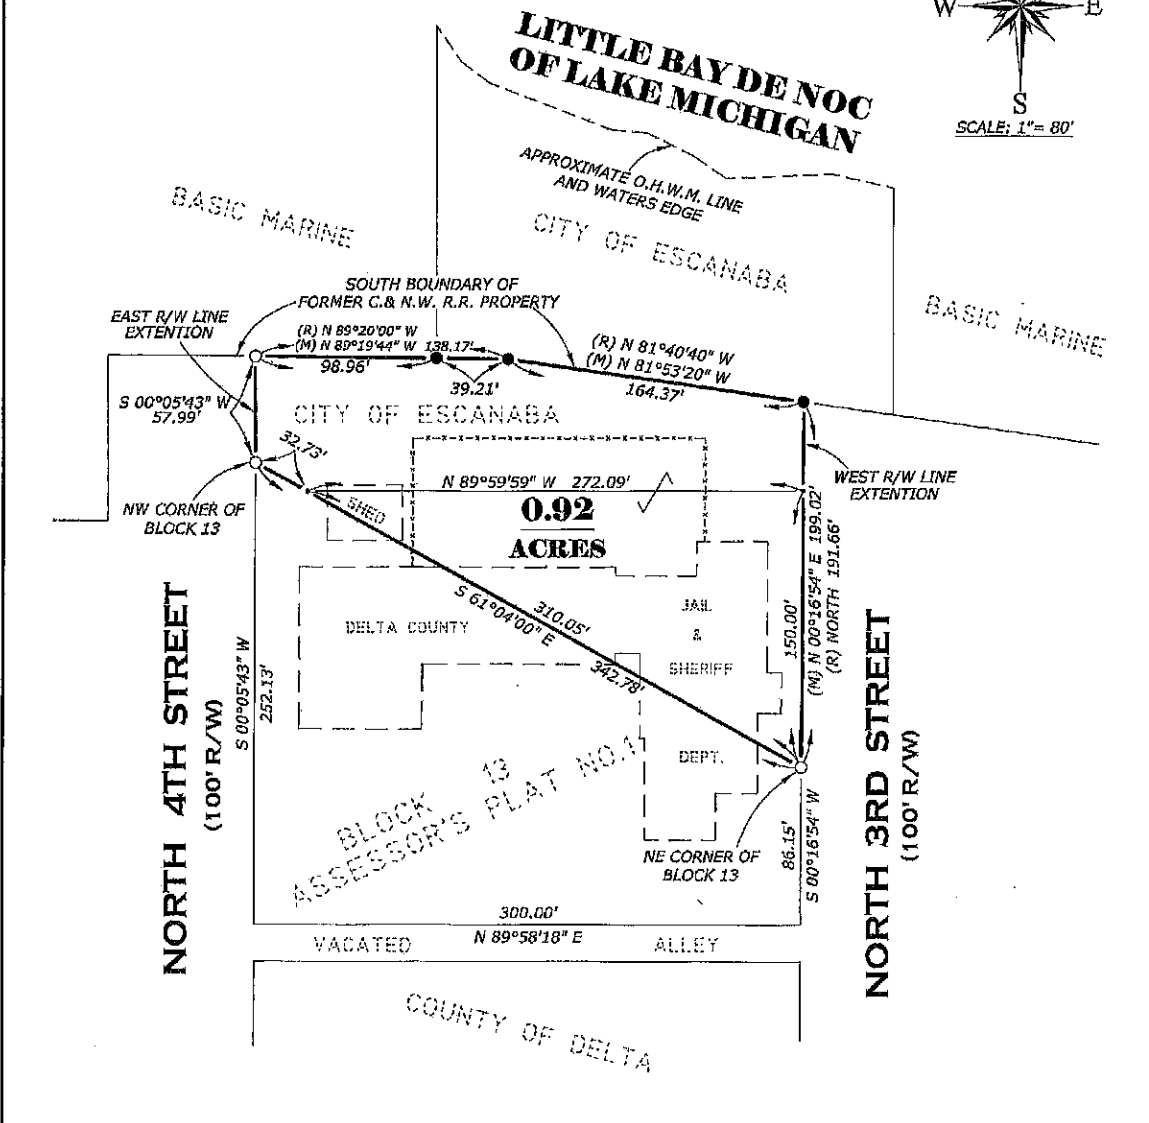 W E
S
SCALE: 1"= 80'
LITTLE BAY DE NOC
OF LAKE MICHIGAN
APPROXIMATE O.H.W.M. LINE
AND WATERS EDGE
BASIC MARINE
CITY OF ESCANABA
BASIC MARINE
SOUTH BOUNDARY OF
FORMER C.& N.W. R.R. PROPERTY
EAST R/W LINE
EXTENTION
(R) N 89°20'00" W
(M) N 89°19'44" W 138.17'
98.96'
39.21'
(R) N 81°40'40" W
(M) N 81°53'20" W
164.37'
S 00°05'43" W
57.99'
CITY OF ESCANABA
32.73'
NW CORNER OF
BLOCK 13
N 89°59'59" W 272.09'
WEST R/W LINE
EXTENTION
SHED
0.92
ACRES
S 61°04'00" E
310.05'
342.78'
DELTA COUNTY
JAIL
&
SHERIFF
DEPT.
150.00'
(M) N 00°16'54" E 199.02'
(R) NORTH 191.66'
NORTH 4TH STREET
(100' R/W)
S 00°05'43" W
252.13'
NORTH 3RD STREET
(100' R/W)
BLOCK 13
ASSESSOR'S PLAT NO.1
NE CORNER OF
BLOCK 13
86.15'
S 00°16'54" W
300.00'
N 89°58'18" E
VACATED ALLEY
COUNTY OF DELTA